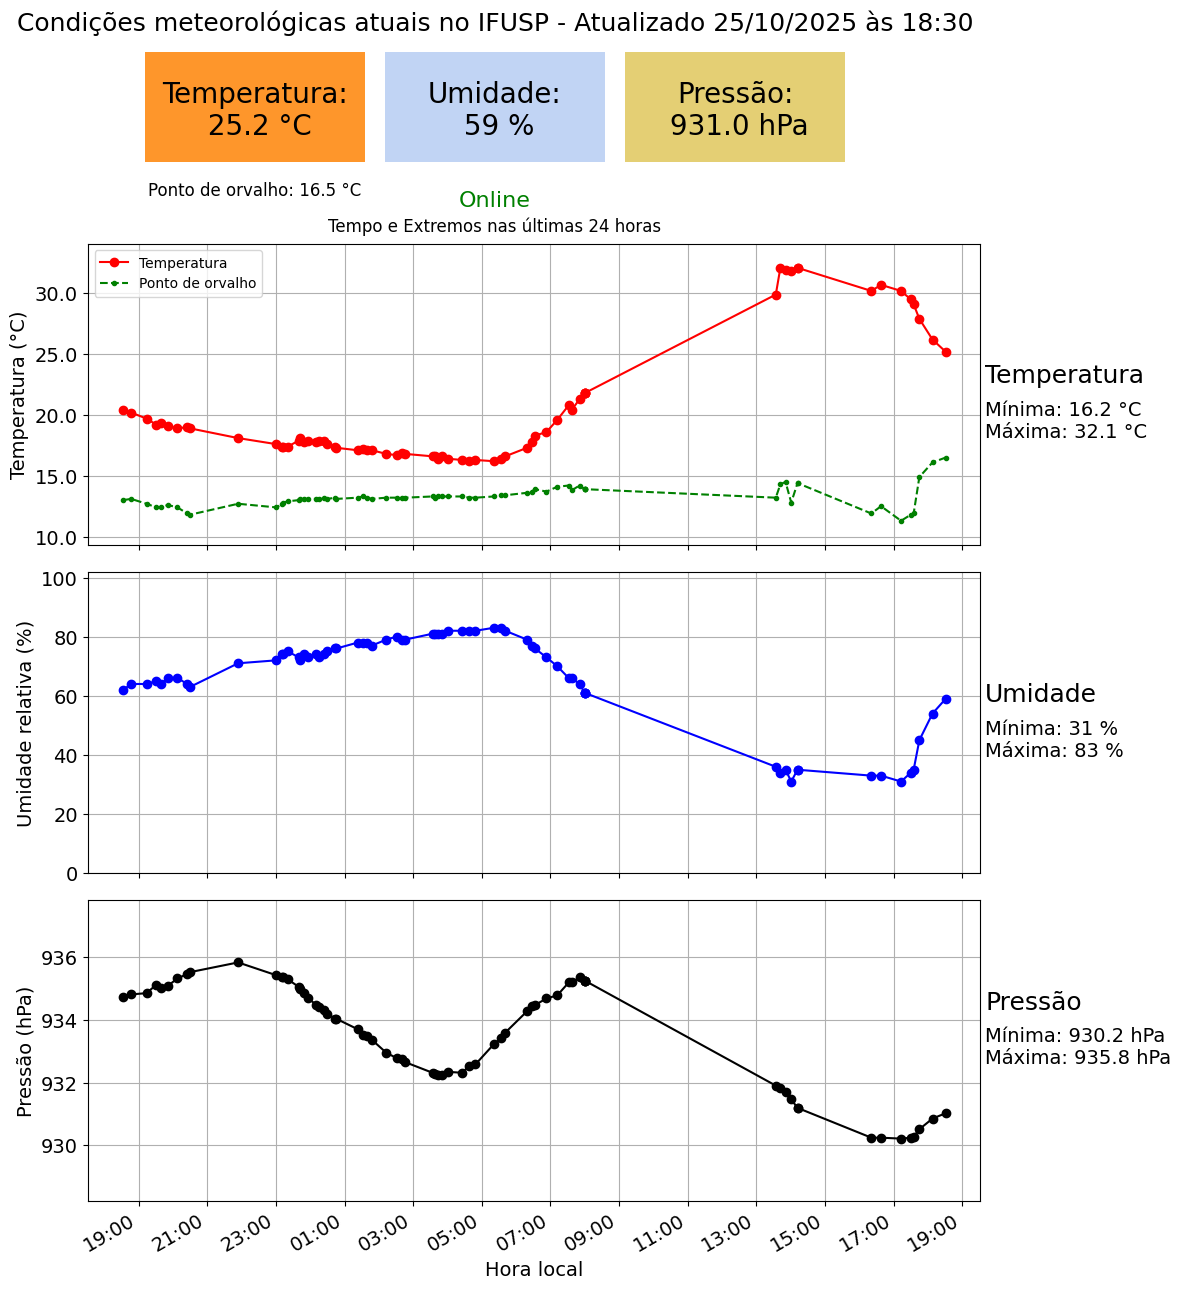 Condições meteorológicas atuais no IFUSP - Atualizado 25/10/2025 às 18:30
Temperatura:
25.2 °C
Umidade:
59 %
Pressão:
931.0 hPa
Ponto de orvalho: 16.5 °C
Online
Tempo e Extremos nas últimas 24 horas
Temperatura
Ponto de orvalho
Temperatura (°C)
30.0
25.0
20.0
15.0
10.0
Temperatura
Mínima: 16.2 °C
Máxima: 32.1 °C
Umidade relativa (%)
100
80
60
40
20
0
Umidade
Mínima: 31 %
Máxima: 83 %
Pressão (hPa)
936
934
932
930
Pressão
Mínima: 930.2 hPa
Máxima: 935.8 hPa
19:00
21:00
23:00
01:00
03:00
05:00
07:00
09:00
11:00
13:00
15:00
17:00
19:00
Hora local